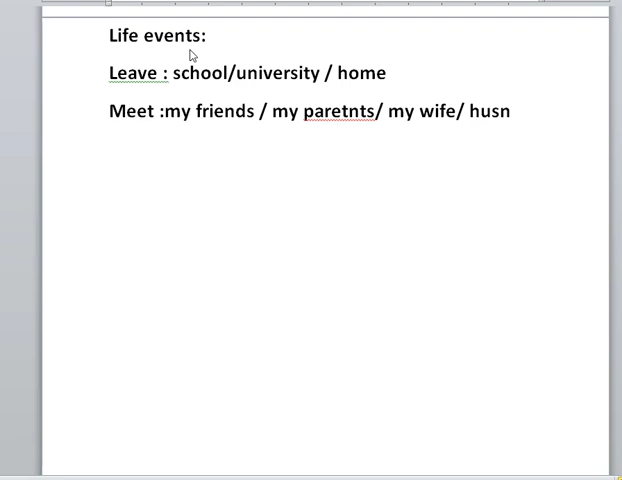 Life events:
Leave : school/university / home
Meet :my friends / my paretnts/ my wife/ husn